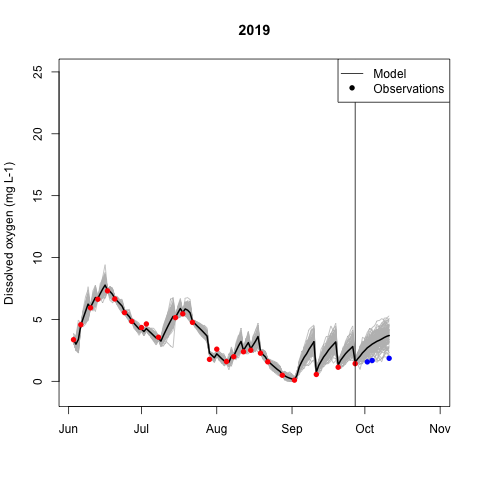 2019
Dissolved oxygen (mg L-1)
25
20
15
10
5
0
Model
Observations
Jun Jul Aug Sep Oct Nov